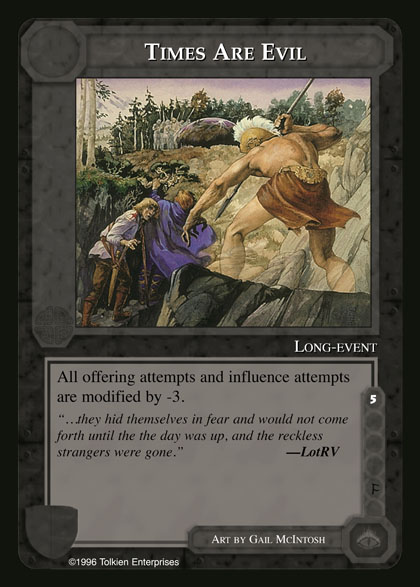 Times Are Evil
Long-event
All offering attempts and influence attempts
are modified by -3.
“…they hid themselves in fear and would not come
forth until the the day was up, and the reckless
strangers were gone.” —LotRV
5
F
Art by Gail McIntosh
©1996 Tolkien Enterprises